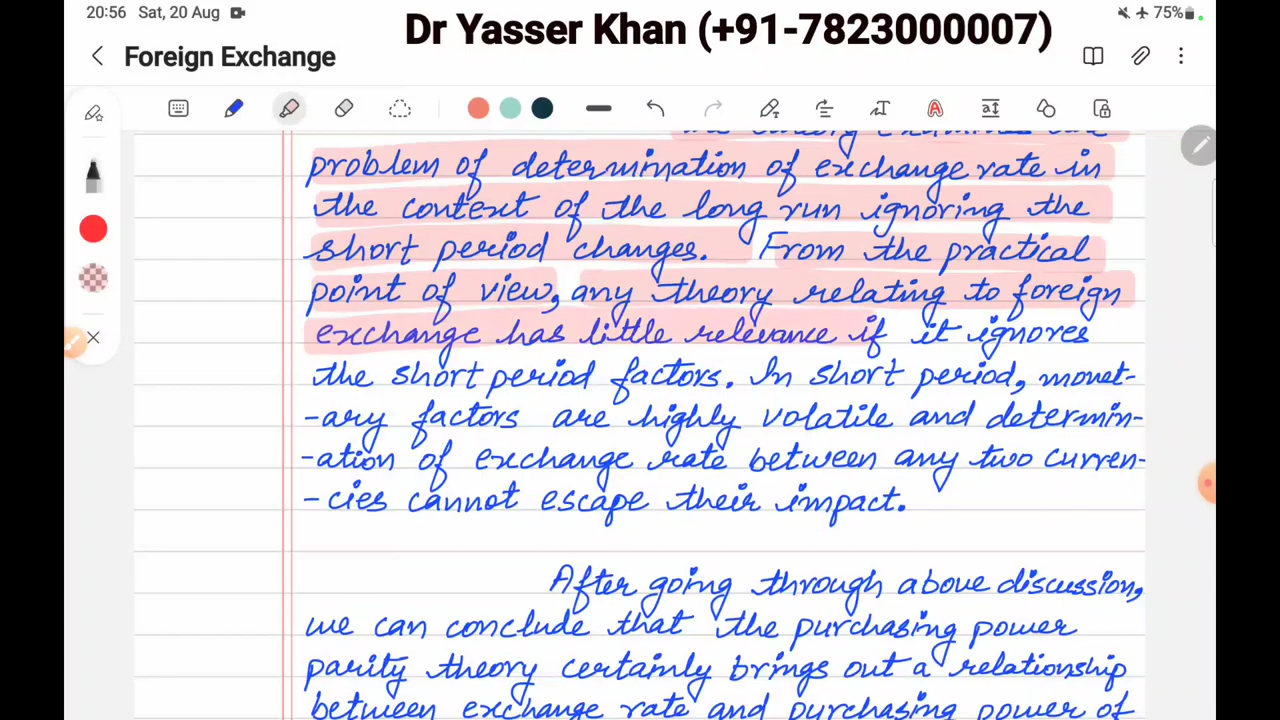 20:56 Sat, 20 Aug
75%
Dr Yasser Khan (+91-7823000007)
Foreign Exchange
problem of determination of exchange rate in
the context of the long run ignoring the
short period changes. From the practical
point of view, any theory relating to foreign
exchange has little relevance if it ignores
the short period factors. In short period, monet-
-ary factors are highly volatile and determin-
-ation of exchange rate between any two curren-
-cies cannot escape their impact.
After going through above discussion,
we can conclude that the purchasing power
parity theory certainly brings out a relationship
between exchange rate and purchasing power of